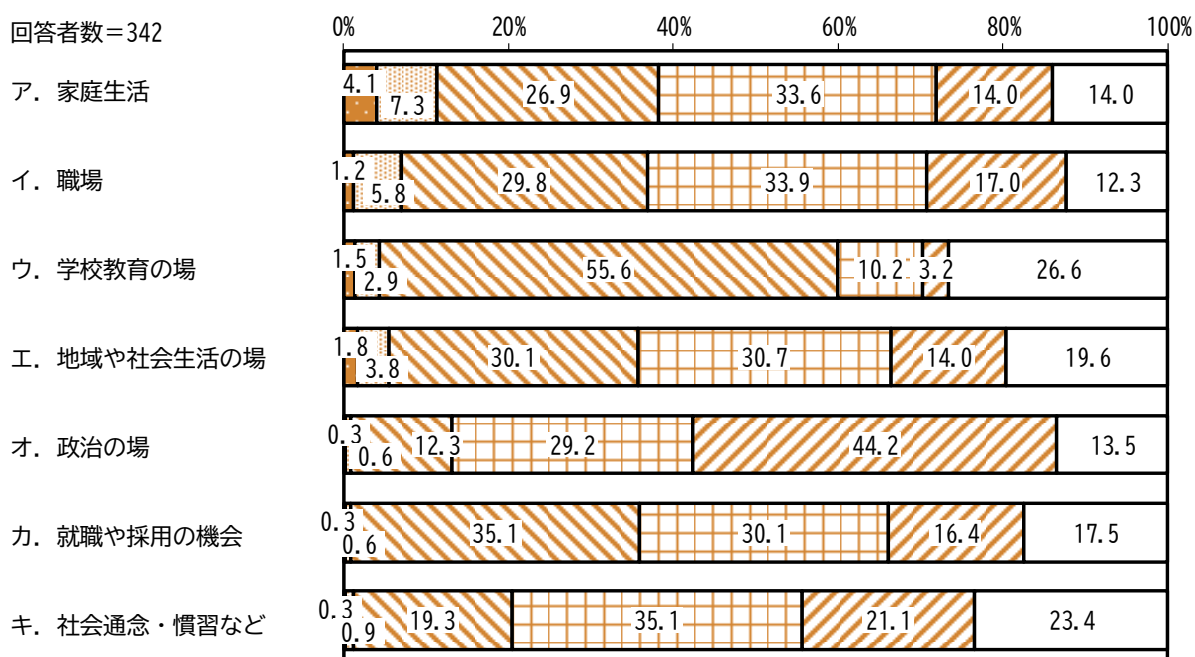 回答者数＝342
0% 20% 40% 60% 80% 100%
ア．家庭生活 4.1 7.3 26.9 33.6 14.0 14.0
イ．職場 1.2 5.8 29.8 33.9 17.0 12.3
ウ．学校教育の場 1.5 2.9 55.6 10.2 3.2 26.6
エ．地域や社会生活の場 1.8 3.8 30.1 30.7 14.0 19.6
オ．政治の場 0.3 0.6 12.3 29.2 44.2 13.5
カ．就職や採用の機会 0.3 0.6 35.1 30.1 16.4 17.5
キ．社会通念・慣習など 0.3 0.9 19.3 35.1 21.1 23.4